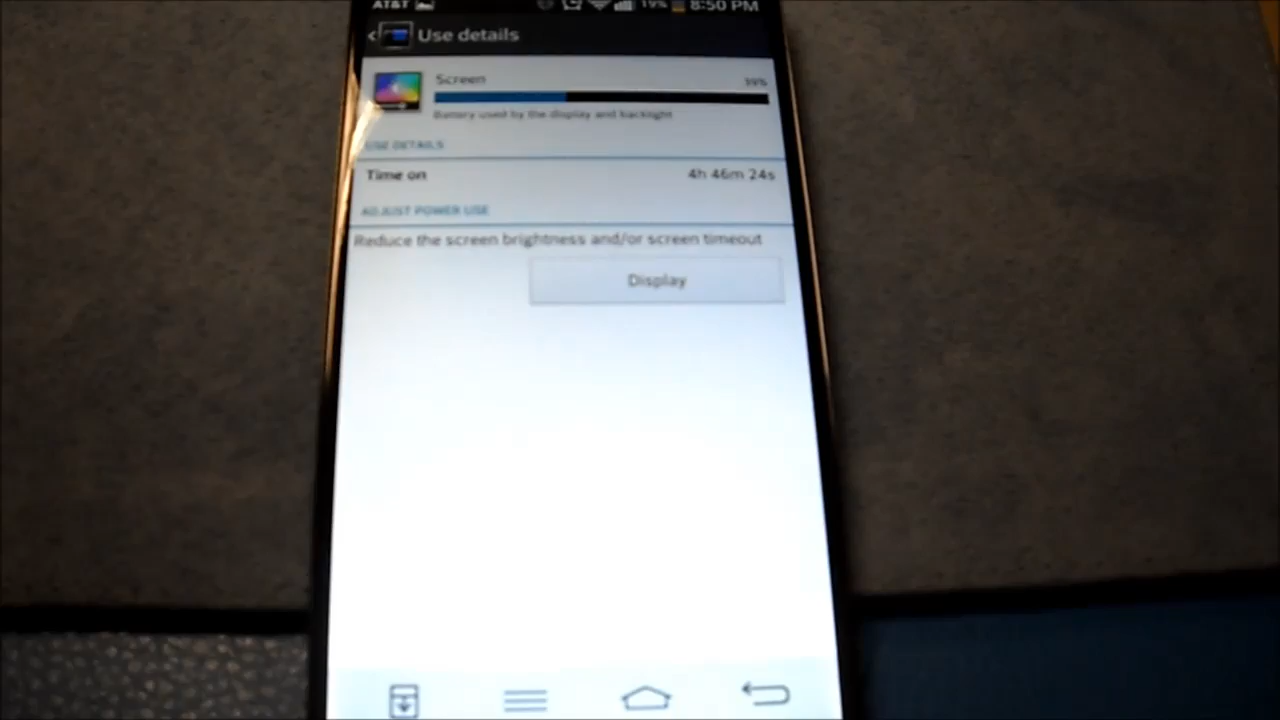 AT&T 19% 8:50 PM
Use details
Screen 39%
Battery used by the display and backlight
USE DETAILS
Time on 4h 46m 24s
ADJUST POWER USE
Reduce the screen brightness and/or screen timeout
Display